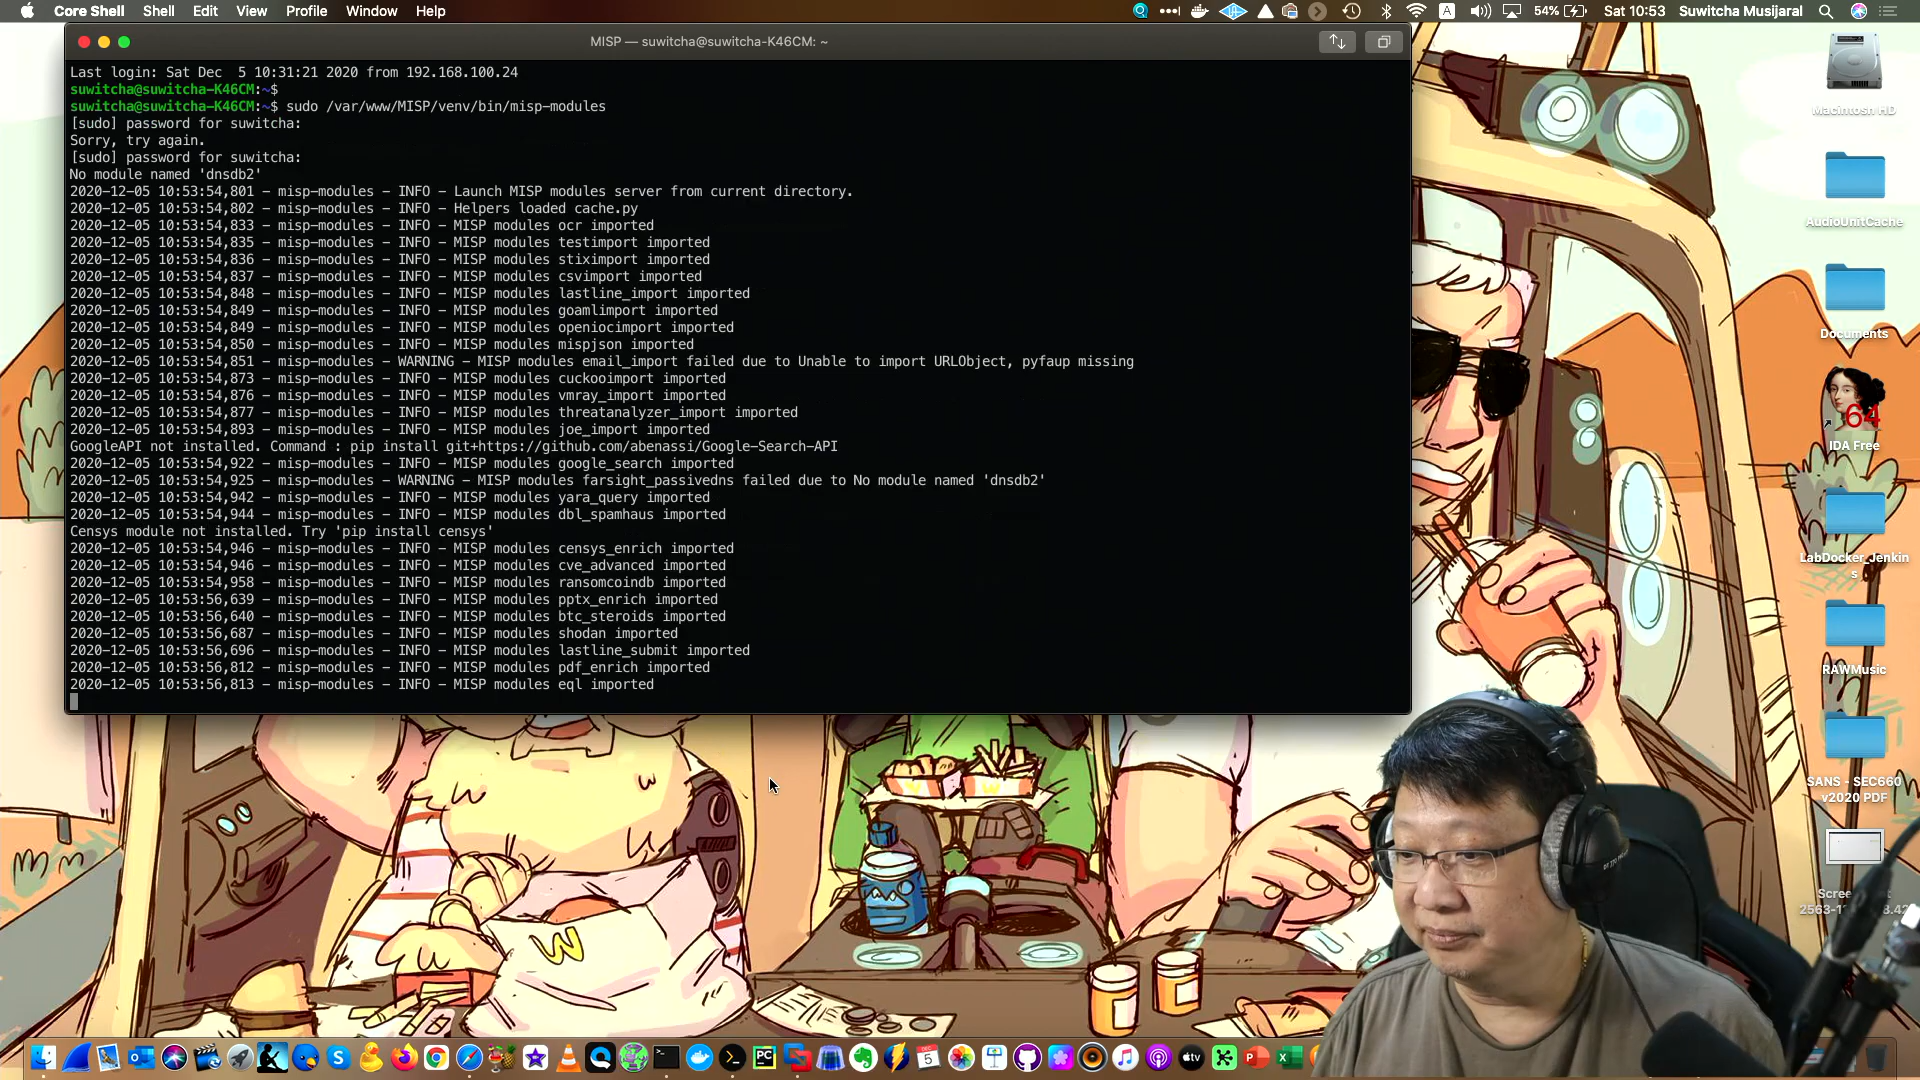 Core Shell Shell Edit View Profile Window Help
54% Sat 10:53 Suwitcha Musijaral
MISP — suwitcha@suwitcha-K46CM: ~
Last login: Sat Dec  5 10:31:21 2020 from 192.168.100.24
suwitcha@suwitcha-K46CM:~$
suwitcha@suwitcha-K46CM:~$ sudo /var/www/MISP/venv/bin/misp-modules
[sudo] password for suwitcha:
Sorry, try again.
[sudo] password for suwitcha:
No module named 'dnsdb2'
2020-12-05 10:53:54,801 - misp-modules - INFO - Launch MISP modules server from current directory.
2020-12-05 10:53:54,802 - misp-modules - INFO - Helpers loaded cache.py
2020-12-05 10:53:54,833 - misp-modules - INFO - MISP modules ocr imported
2020-12-05 10:53:54,835 - misp-modules - INFO - MISP modules testimport imported
2020-12-05 10:53:54,836 - misp-modules - INFO - MISP modules stiximport imported
2020-12-05 10:53:54,837 - misp-modules - INFO - MISP modules csvimport imported
2020-12-05 10:53:54,848 - misp-modules - INFO - MISP modules lastline_import imported
2020-12-05 10:53:54,849 - misp-modules - INFO - MISP modules goamlimport imported
2020-12-05 10:53:54,849 - misp-modules - INFO - MISP modules openiocimport imported
2020-12-05 10:53:54,850 - misp-modules - INFO - MISP modules mispjson imported
2020-12-05 10:53:54,851 - misp-modules - WARNING - MISP modules email_import failed due to Unable to import URLObject, pyfaup missing
2020-12-05 10:53:54,873 - misp-modules - INFO - MISP modules cuckooimport imported
2020-12-05 10:53:54,876 - misp-modules - INFO - MISP modules vmray_import imported
2020-12-05 10:53:54,877 - misp-modules - INFO - MISP modules threatanalyzer_import imported
2020-12-05 10:53:54,893 - misp-modules - INFO - MISP modules joe_import imported
GoogleAPI not installed. Command : pip install git+https://github.com/abenassi/Google-Search-API
2020-12-05 10:53:54,922 - misp-modules - INFO - MISP modules google_search imported
2020-12-05 10:53:54,925 - misp-modules - WARNING - MISP modules farsight_passivedns failed due to No module named 'dnsdb2'
2020-12-05 10:53:54,942 - misp-modules - INFO - MISP modules yara_query imported
2020-12-05 10:53:54,944 - misp-modules - INFO - MISP modules dbl_spamhaus imported
Censys module not installed. Try 'pip install censys'
2020-12-05 10:53:54,946 - misp-modules - INFO - MISP modules censys_enrich imported
2020-12-05 10:53:54,946 - misp-modules - INFO - MISP modules cve_advanced imported
2020-12-05 10:53:54,958 - misp-modules - INFO - MISP modules ransomcoindb imported
2020-12-05 10:53:56,639 - misp-modules - INFO - MISP modules pptx_enrich imported
2020-12-05 10:53:56,640 - misp-modules - INFO - MISP modules btc_steroids imported
2020-12-05 10:53:56,687 - misp-modules - INFO - MISP modules shodan imported
2020-12-05 10:53:56,696 - misp-modules - INFO - MISP modules lastline_submit imported
2020-12-05 10:53:56,812 - misp-modules - INFO - MISP modules pdf_enrich imported
2020-12-05 10:53:56,813 - misp-modules - INFO - MISP modules eql imported
Macintosh HD
AudioUnitCache
Documents
64
IDA Free
LabDocker_Jenkin
s
RAWMusic
SANS - SEC660
v2020 PDF